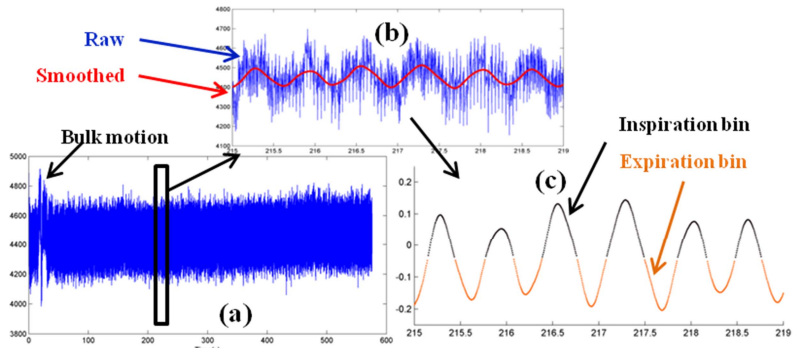 Raw
Smoothed
(b)
4800
4700
4600
4500
4400
4300
4200
4100
215 215.5 216 216.5 217 217.5 218 218.5 219
Bulk motion
5000
4800
4600
4400
4200
4000
3800
0 100 200 300 400 500 600
(a)
Inspiration bin
Expiration bin
(c)
0.2
0.1
0
-0.1
-0.2
215 215.5 216 216.5 217 217.5 218 218.5 219